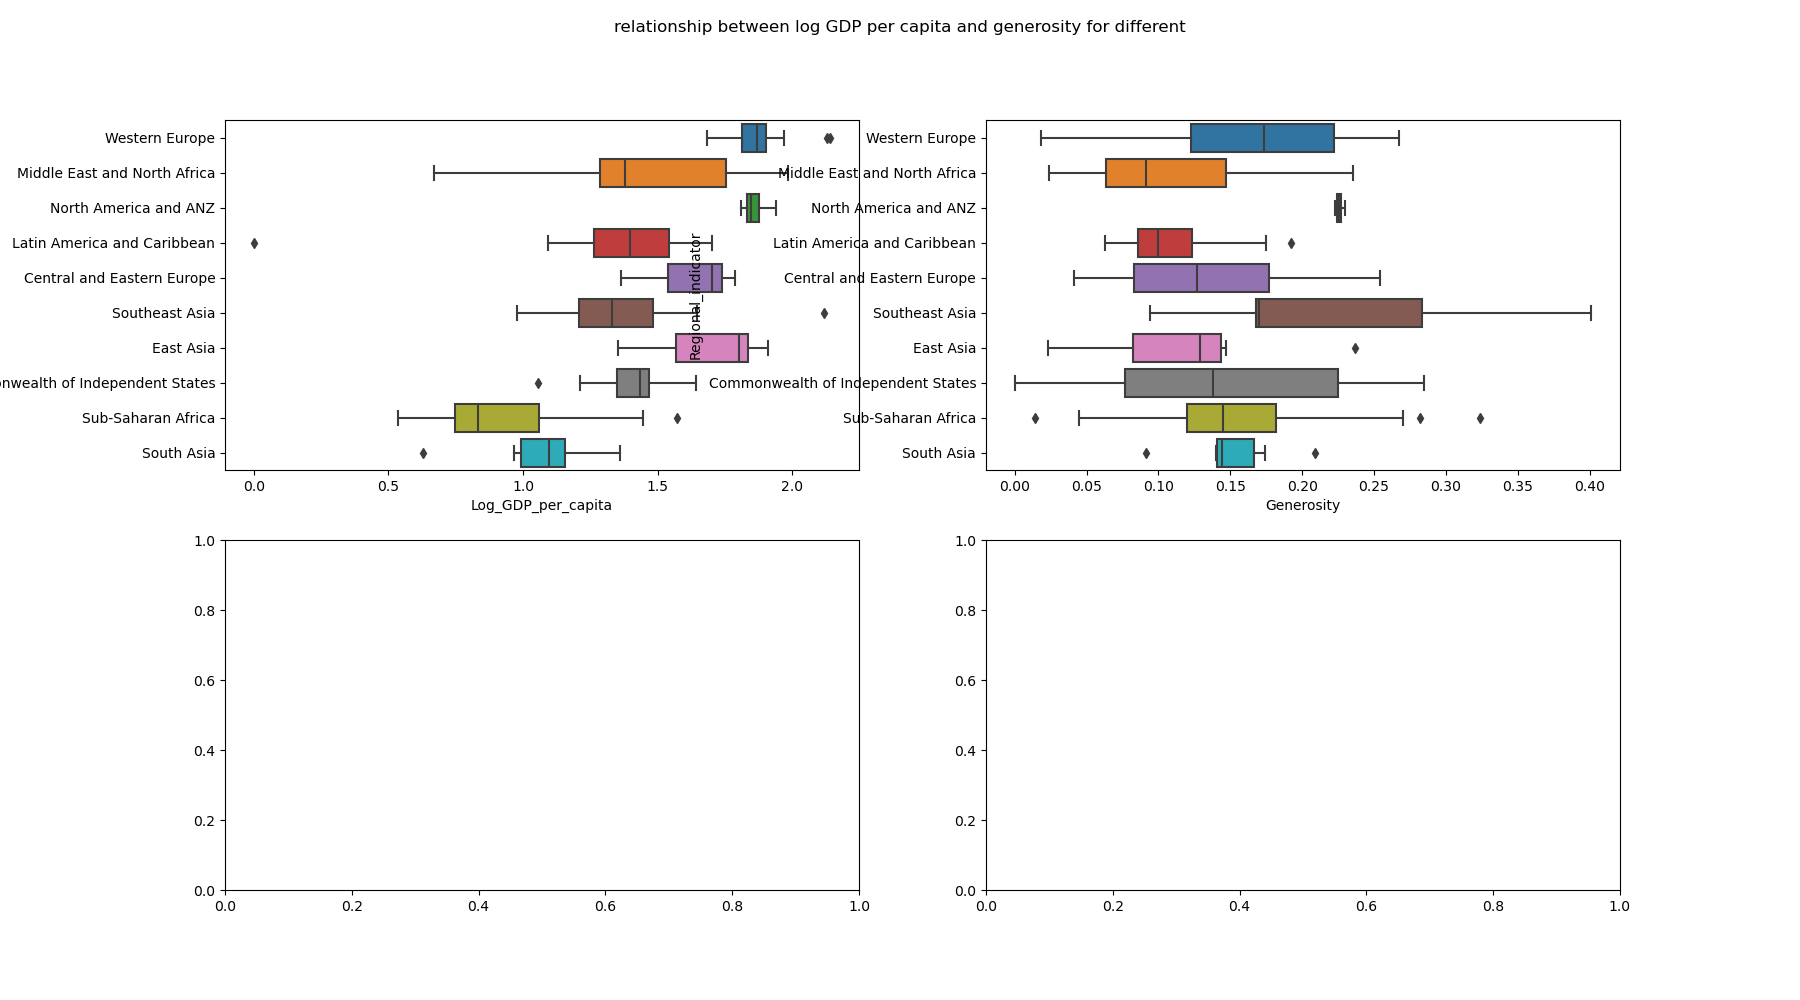 relationship between log GDP per capita and generosity for different
Western Europe
Middle East and North Africa
North America and ANZ
Latin America and Caribbean
Central and Eastern Europe
Southeast Asia
East Asia
onwealth of Independent States
Sub-Saharan Africa
South Asia
0.0 0.5 1.0 1.5 2.0
Log_GDP_per_capita
Regional_indicator
Western Europe
Middle East and North Africa
North America and ANZ
Latin America and Caribbean
Central and Eastern Europe
Southeast Asia
East Asia
Commonwealth of Independent States
Sub-Saharan Africa
South Asia
0.00 0.05 0.10 0.15 0.20 0.25 0.30 0.35 0.40
Generosity
1.0
0.8
0.6
0.4
0.2
0.0
0.0 0.2 0.4 0.6 0.8 1.0
1.0
0.8
0.6
0.4
0.2
0.0
0.0 0.2 0.4 0.6 0.8 1.0